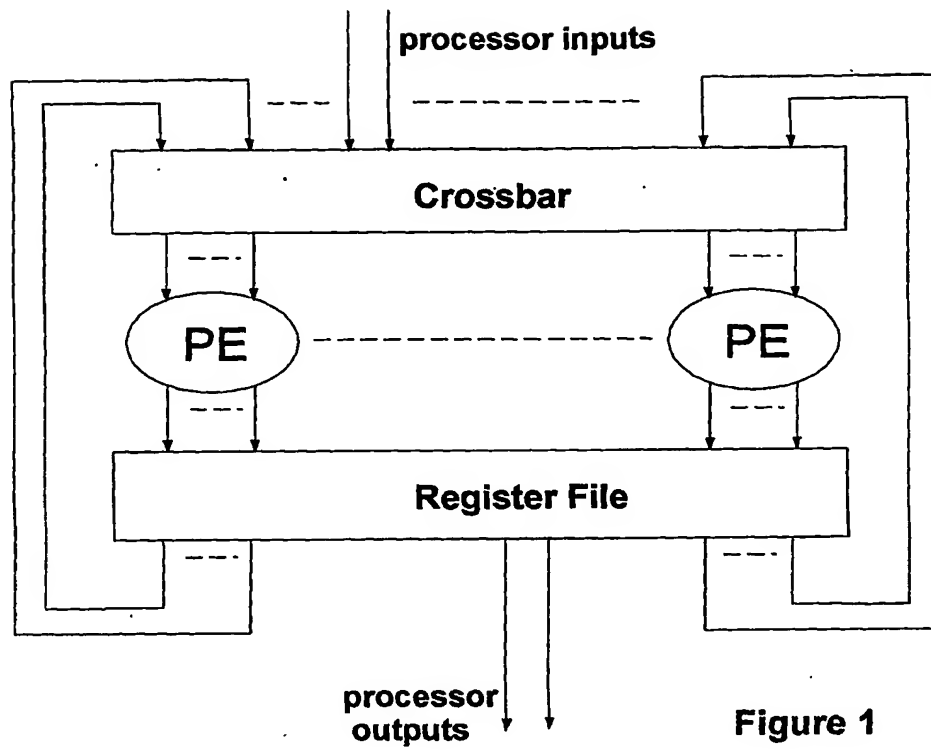 processor inputs
Crossbar
PE
PE
Register File
processor
outputs
Figure 1